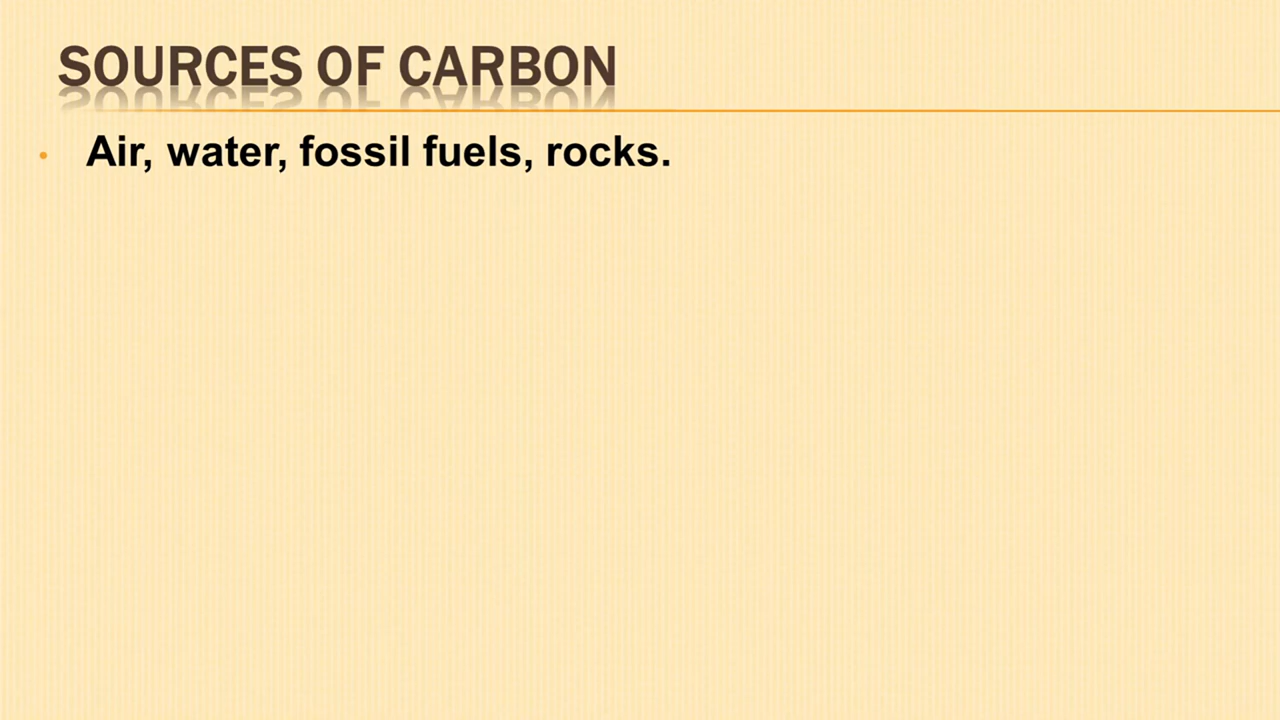 SOURCES OF CARBON
• Air, water, fossil fuels, rocks.